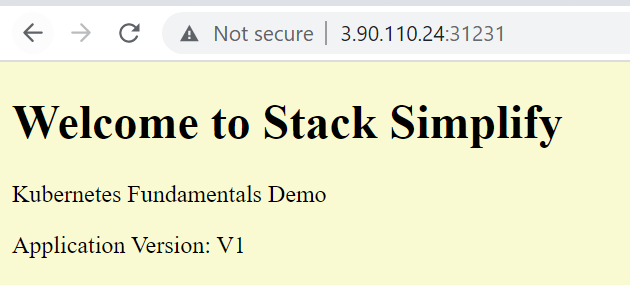 Not secure | 3.90.110.24:31231
Welcome to Stack Simplify
Kubernetes Fundamentals Demo
Application Version: V1